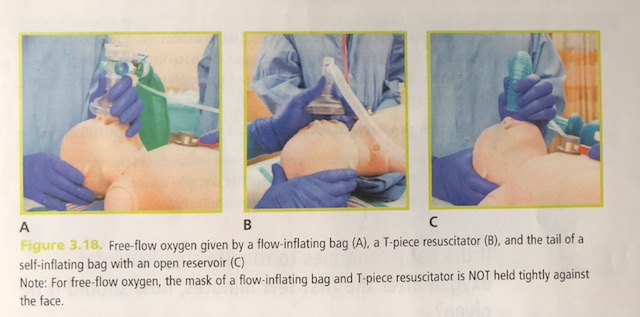 A
B
C
Figure 3.18. Free-flow oxygen given by a flow-inflating bag (A), a T-piece resuscitator (B), and the tail of a
self-inflating bag with an open reservoir (C)
Note: For free-flow oxygen, the mask of a flow-inflating bag and T-piece resuscitator is NOT held tightly against
the face.